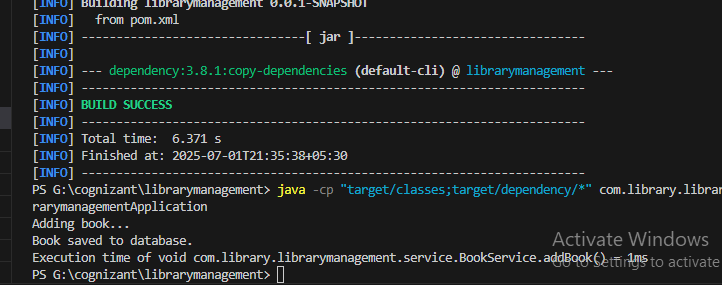 [INFO] Building librarymanagement 0.0.1-SNAPSHOT
[INFO]   from pom.xml
[INFO] --------------------------------[ jar ]---------------------------------
[INFO]
[INFO] --- dependency:3.8.1:copy-dependencies (default-cli) @ librarymanagement ---
[INFO] ------------------------------------------------------------------------
[INFO] BUILD SUCCESS
[INFO] ------------------------------------------------------------------------
[INFO] Total time:  6.371 s
[INFO] Finished at: 2025-07-01T21:35:38+05:30
[INFO] ------------------------------------------------------------------------
PS G:\cognizant\librarymanagement> java -cp "target/classes;target/dependency/*" com.library.libra
rarymanagementApplication
Adding book...
Book saved to database.
Execution time of void com.library.librarymanagement.service.BookService.addBook() = 1ms
PS G:\cognizant\librarymanagement>
Activate Windows
Go to Settings to activate